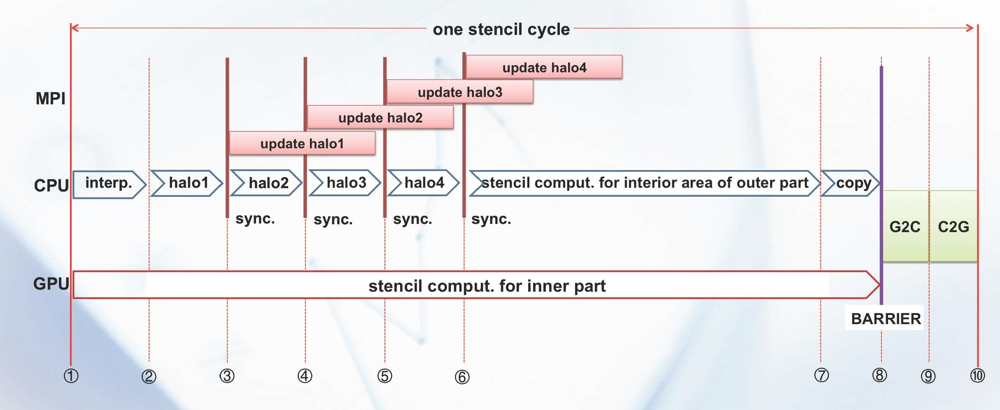 one stencil cycle
update halo4
update halo3
MPI
update halo2
update halo1
CPU
interp.
halo1
halo2
halo3
halo4
stencil comput. for interior area of outer part
copy
sync.
sync.
sync.
sync.
G2C
C2G
GPU
stencil comput. for inner part
BARRIER
① ② ③ ④ ⑤ ⑥ ⑦ ⑧ ⑨ ⑩